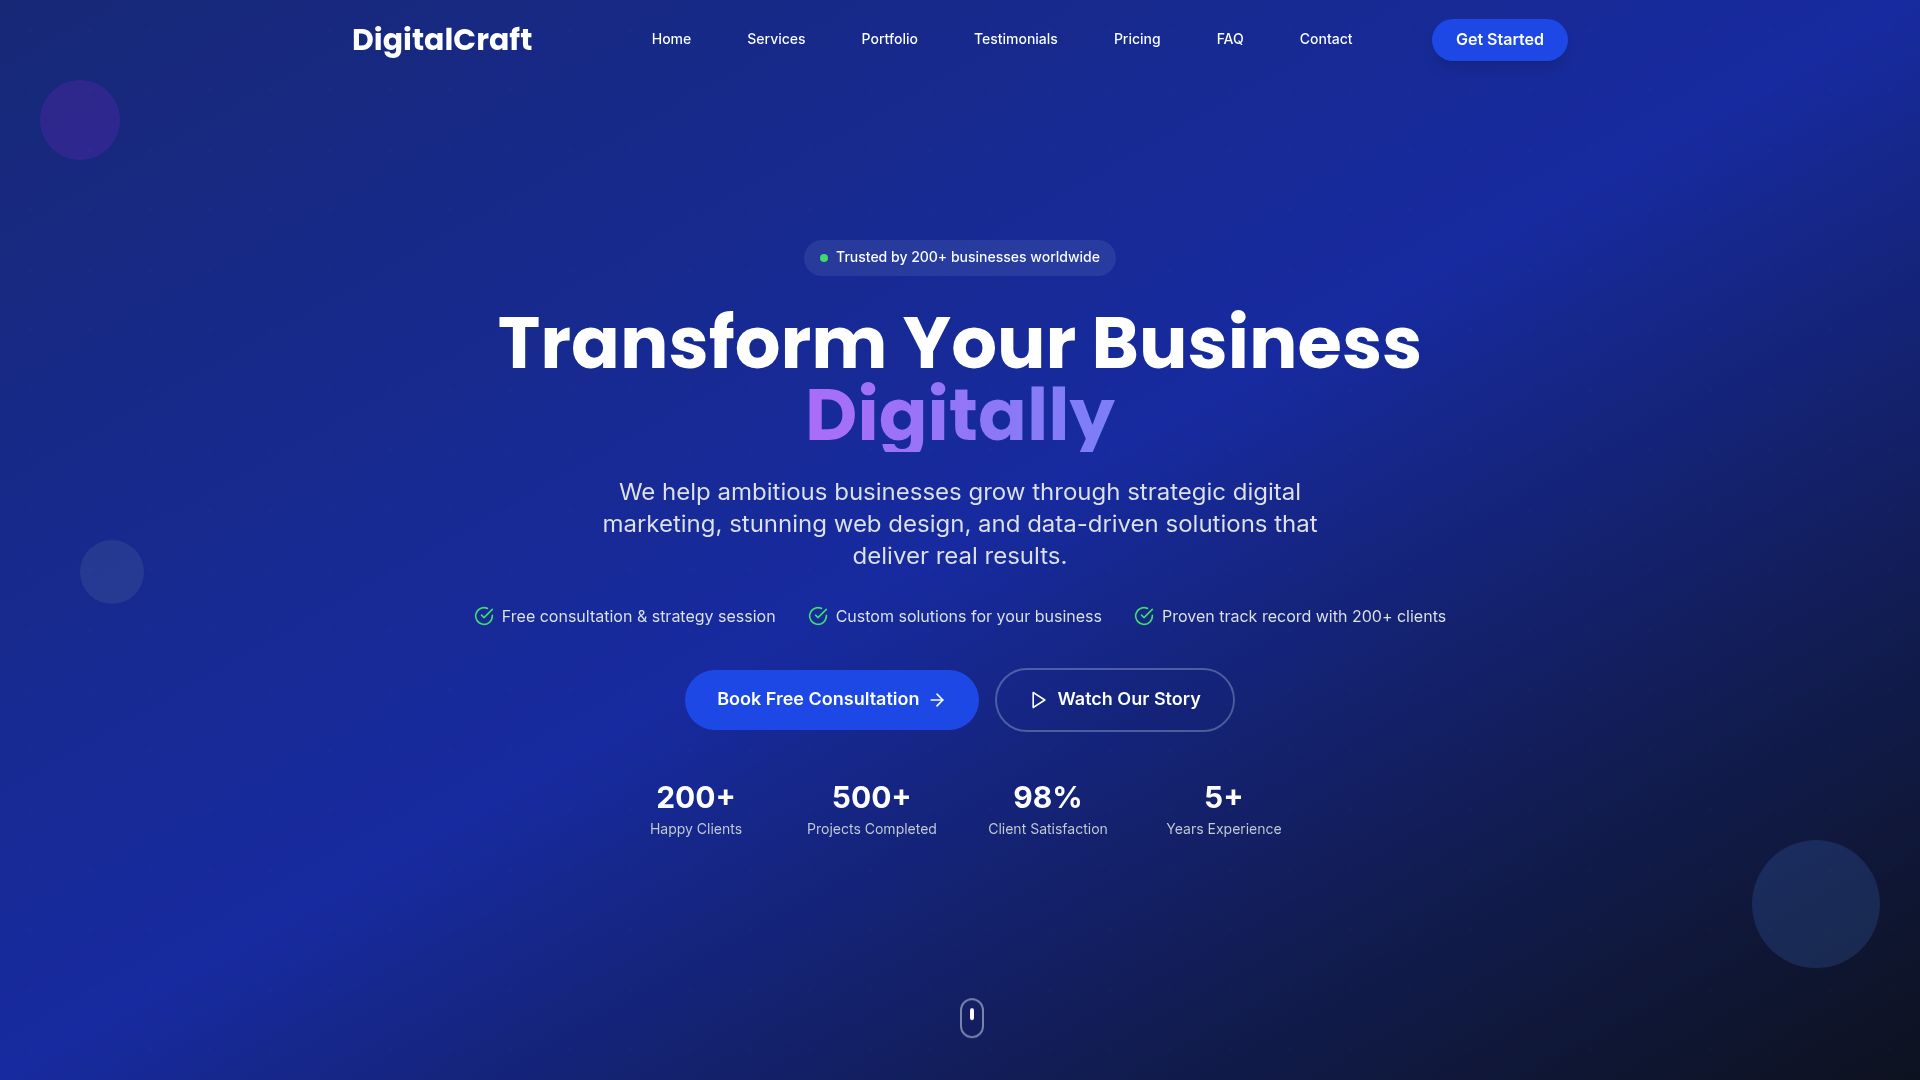 DigitalCraft
Home
Services
Portfolio
Testimonials
Pricing
FAQ
Contact
Get Started
Trusted by 200+ businesses worldwide
Transform Your Business
Digitally
We help ambitious businesses grow through strategic digital
marketing, stunning web design, and data-driven solutions that
deliver real results.
Free consultation & strategy session
Custom solutions for your business
Proven track record with 200+ clients
Book Free Consultation
Watch Our Story
200+
Happy Clients
500+
Projects Completed
98%
Client Satisfaction
5+
Years Experience